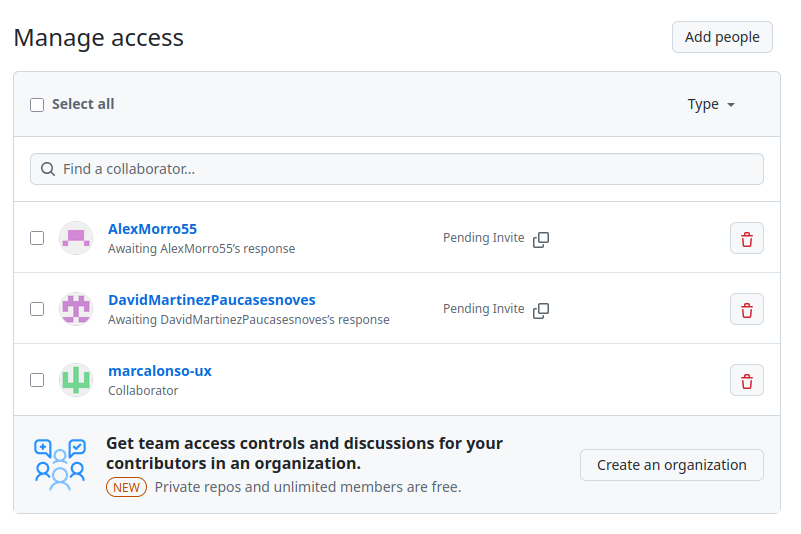 Manage access
Add people
Select all
Type
Find a collaborator...
AlexMorro55
Awaiting AlexMorro55's response
Pending Invite
DavidMartinezPaucasesnoves
Awaiting DavidMartinezPaucasesnoves's response
Pending Invite
marcalonso-ux
Collaborator
Get team access controls and discussions for your
contributors in an organization.
NEW Private repos and unlimited members are free.
Create an organization